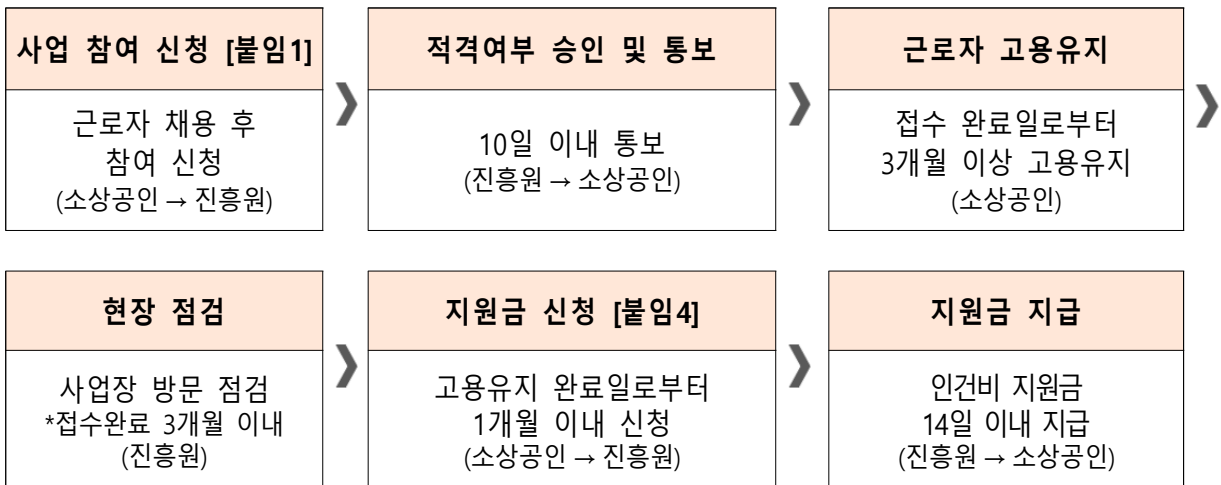 사업 참여 신청 [붙임1]
근로자 채용 후
참여 신청
(소상공인 → 진흥원)
적격여부 승인 및 통보
10일 이내 통보
(진흥원 → 소상공인)
근로자 고용유지
접수 완료일로부터
3개월 이상 고용유지
(소상공인)
현장 점검
사업장 방문 점검
*접수완료 3개월 이내
(진흥원)
지원금 신청 [붙임4]
고용유지 완료일로부터
1개월 이내 신청
(소상공인 → 진흥원)
지원금 지급
인건비 지원금
14일 이내 지급
(진흥원 → 소상공인)